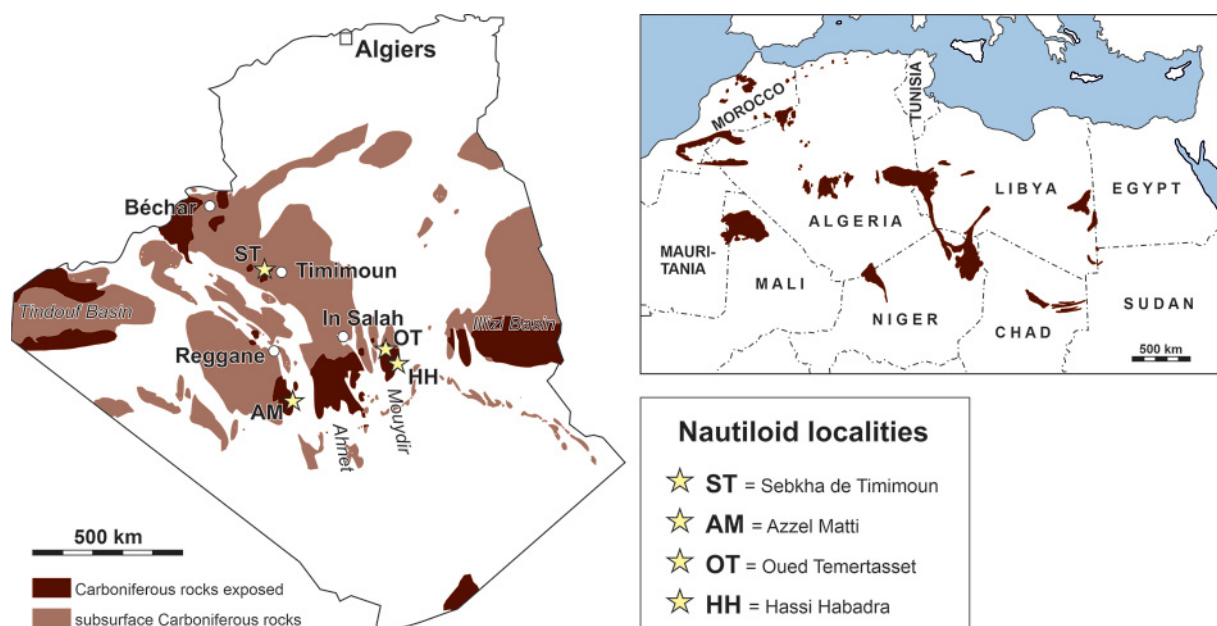 Algiers
Béchar
ST
Timimoun
Tindouf Basin
In Salah
OT
Illizi Basin
Reggane
HH
AM
Ahnet
Mouydir
500 km
Carboniferous rocks exposed
subsurface Carboniferous rocks
MOROCCO
TUNISIA
ALGERIA
LIBYA
EGYPT
MAURI-
TANIA
MALI
NIGER
CHAD
SUDAN
500 km
Nautiloid localities
ST = Sebkha de Timimoun
AM = Azzel Matti
OT = Oued Temertasset
HH = Hassi Habadra